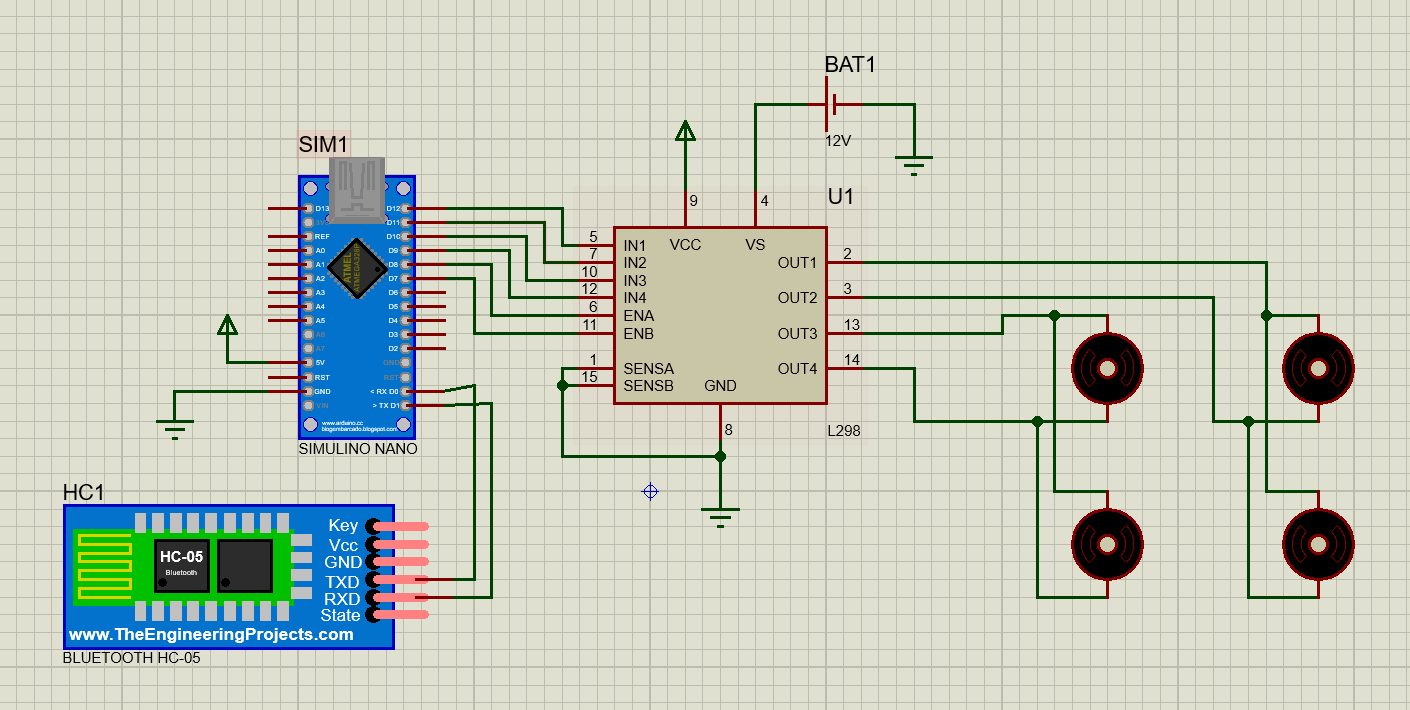 BAT1
12V
SIM1
D13
D12
3V3
D11
REF
D10
A0
D9
A1
D8
A2
D7
A3
D6
A4
D5
A5
D4
A6
D3
A7
D2
5V
GND
RST
RST
GND
< RX D0
VIN
> TX D1
ATMEL
ATMEGA328P
www.arduino.cc
blogembarcado.blogspot.com
SIMULINO NANO
U1
9
4
VCC
VS
5
IN1
7
IN2
10
IN3
12
IN4
6
ENA
11
ENB
1
SENSA
15
SENSB
GND
8
OUT1
2
OUT2
3
OUT3
13
OUT4
14
L298
HC1
HC-05
Bluetooth
Key
Vcc
GND
TXD
RXD
State
www.TheEngineeringProjects.com
BLUETOOTH HC-05